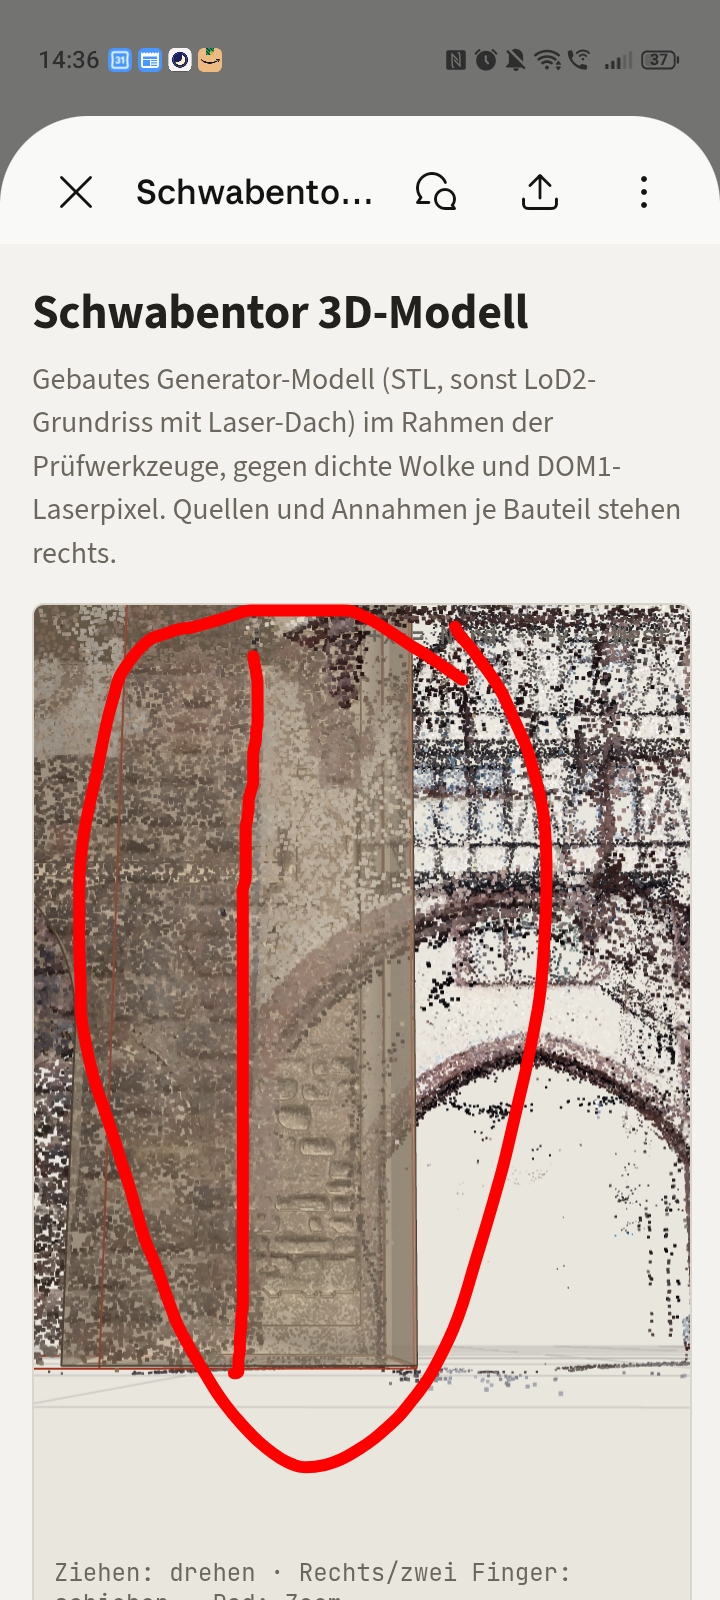 14:36
31
37
Schwabento...
Schwabentor 3D-Modell
Gebautes Generator-Modell (STL, sonst LoD2-
Grundriss mit Laser-Dach) im Rahmen der
Prüfwerkzeuge, gegen dichte Wolke und DOM1-
Laserpixel. Quellen und Annahmen je Bauteil stehen
rechts.
Ziehen: drehen · Rechts/zwei Finger: